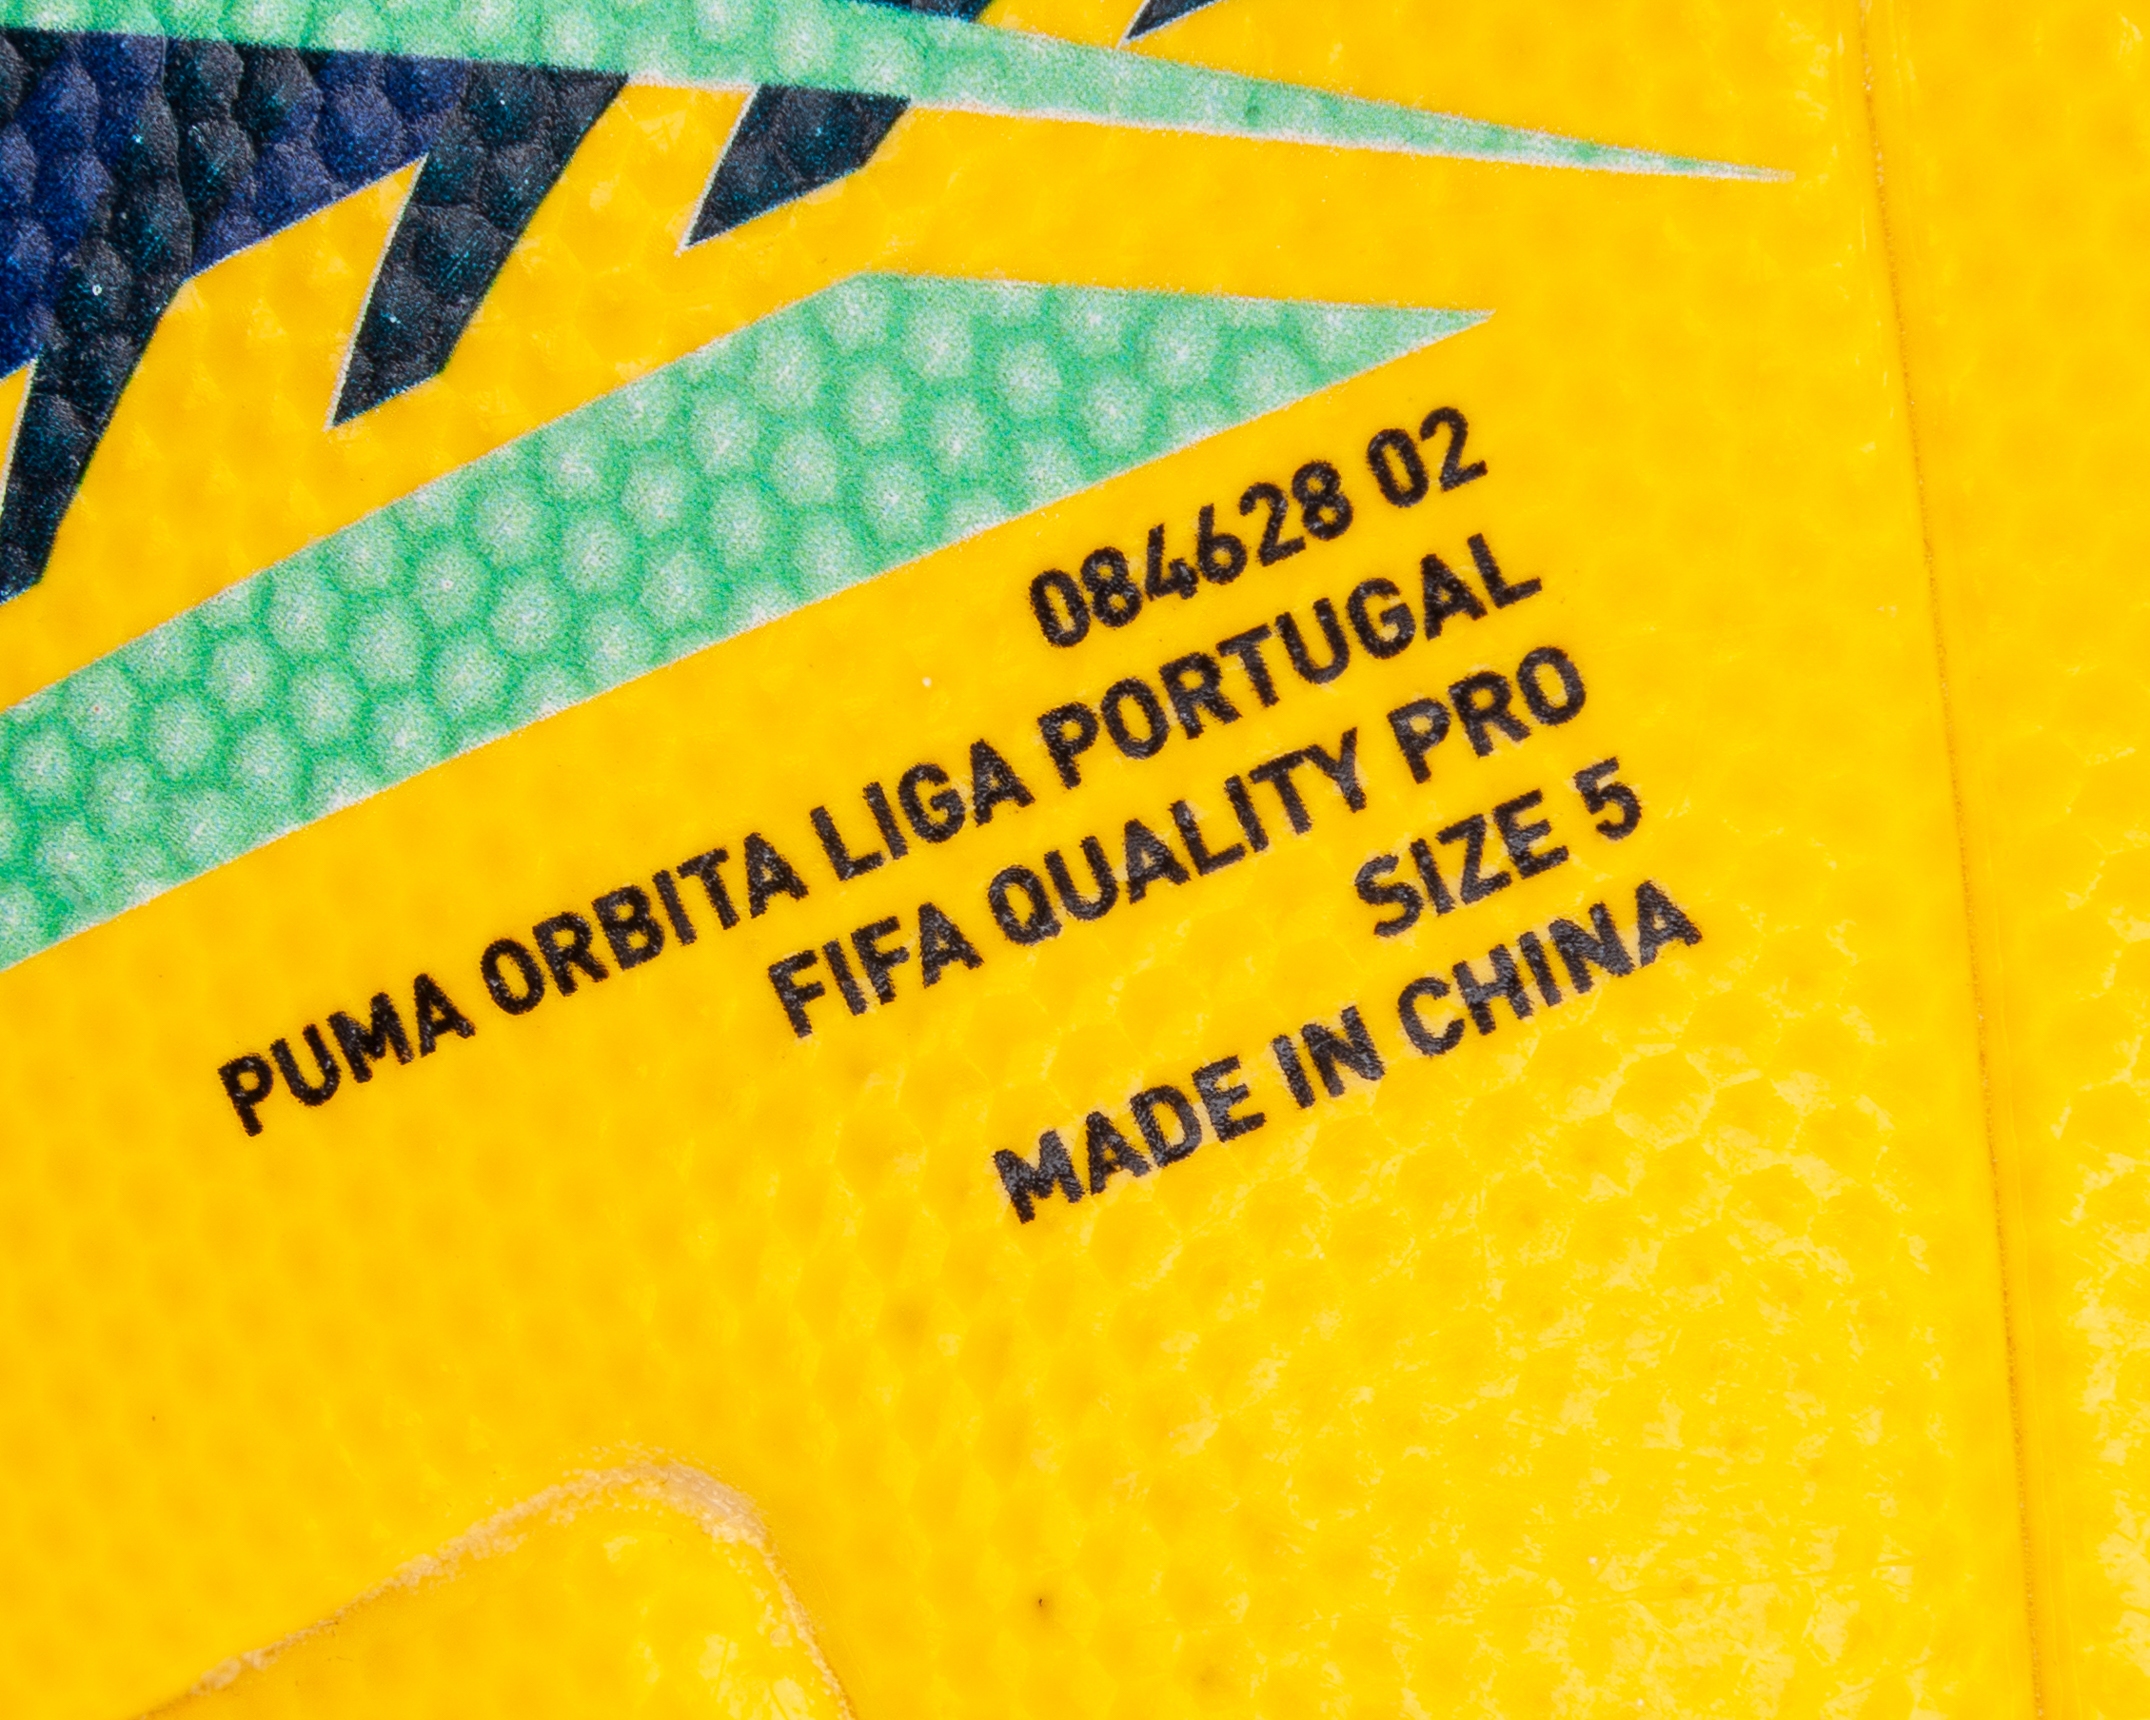 084628 02
PUMA ORBITA LIGA PORTUGAL
FIFA QUALITY PRO
SIZE 5
MADE IN CHINA